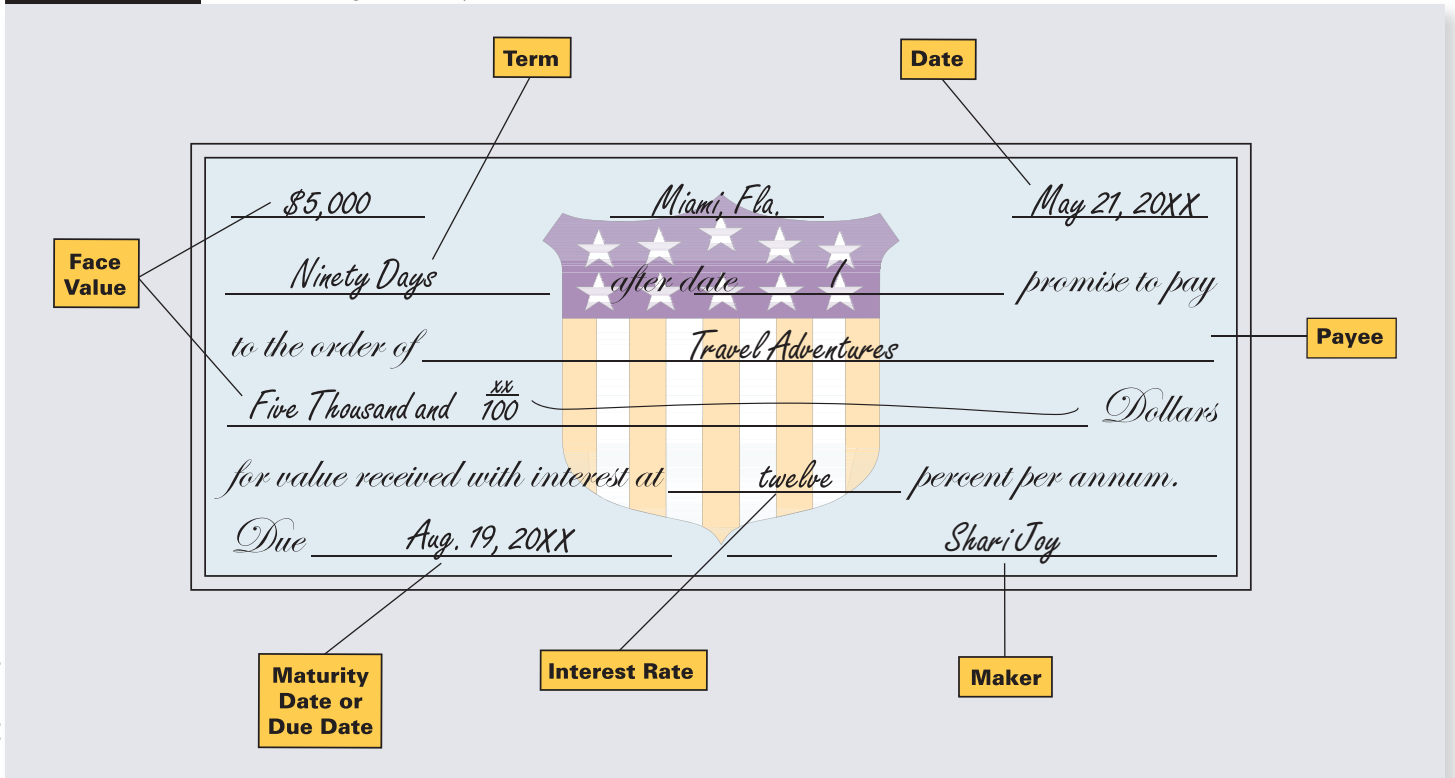 Term
Date
$5,000
Miami, Fla.
May 21, 20XX
Face
Value
Ninety Days after date I promise to pay
to the order of Travel Adventures
Payee
Five Thousand and xx/100 Dollars
for value received with interest at twelve percent per annum.
Due Aug. 19, 20XX
Shari Joy
Maturity
Date or
Due Date
Interest Rate
Maker